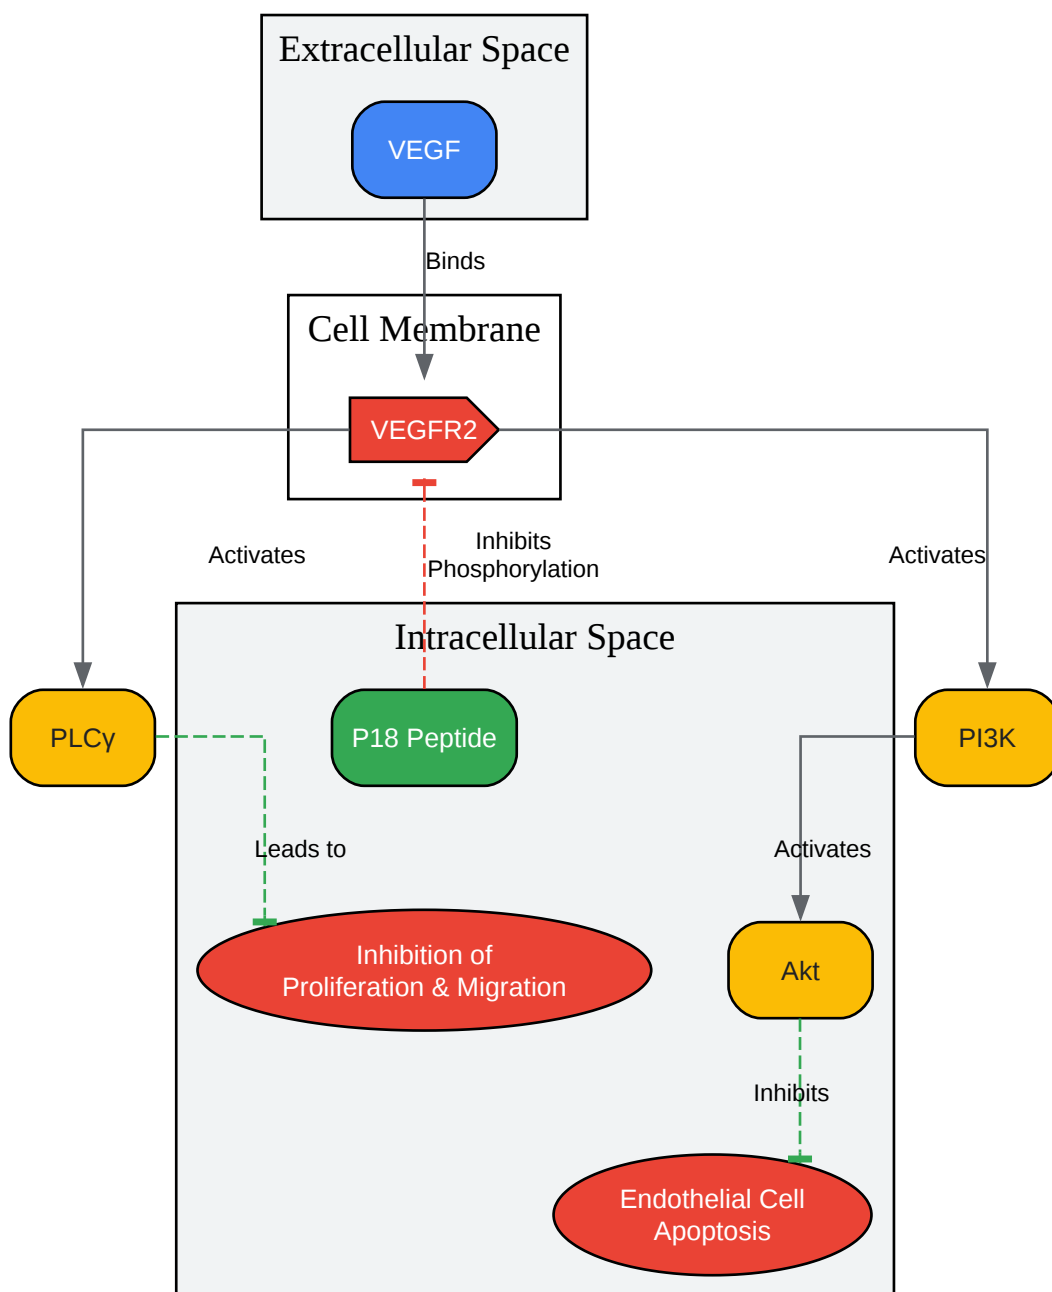 Extracellular Space
VEGF
Binds
Cell Membrane
VEGFR2
Activates
Inhibits
Phosphorylation
Activates
Intracellular Space
PLCγ
P18 Peptide
PI3K
Leads to
Activates
Inhibition of
Proliferation & Migration
Akt
Inhibits
Endothelial Cell
Apoptosis